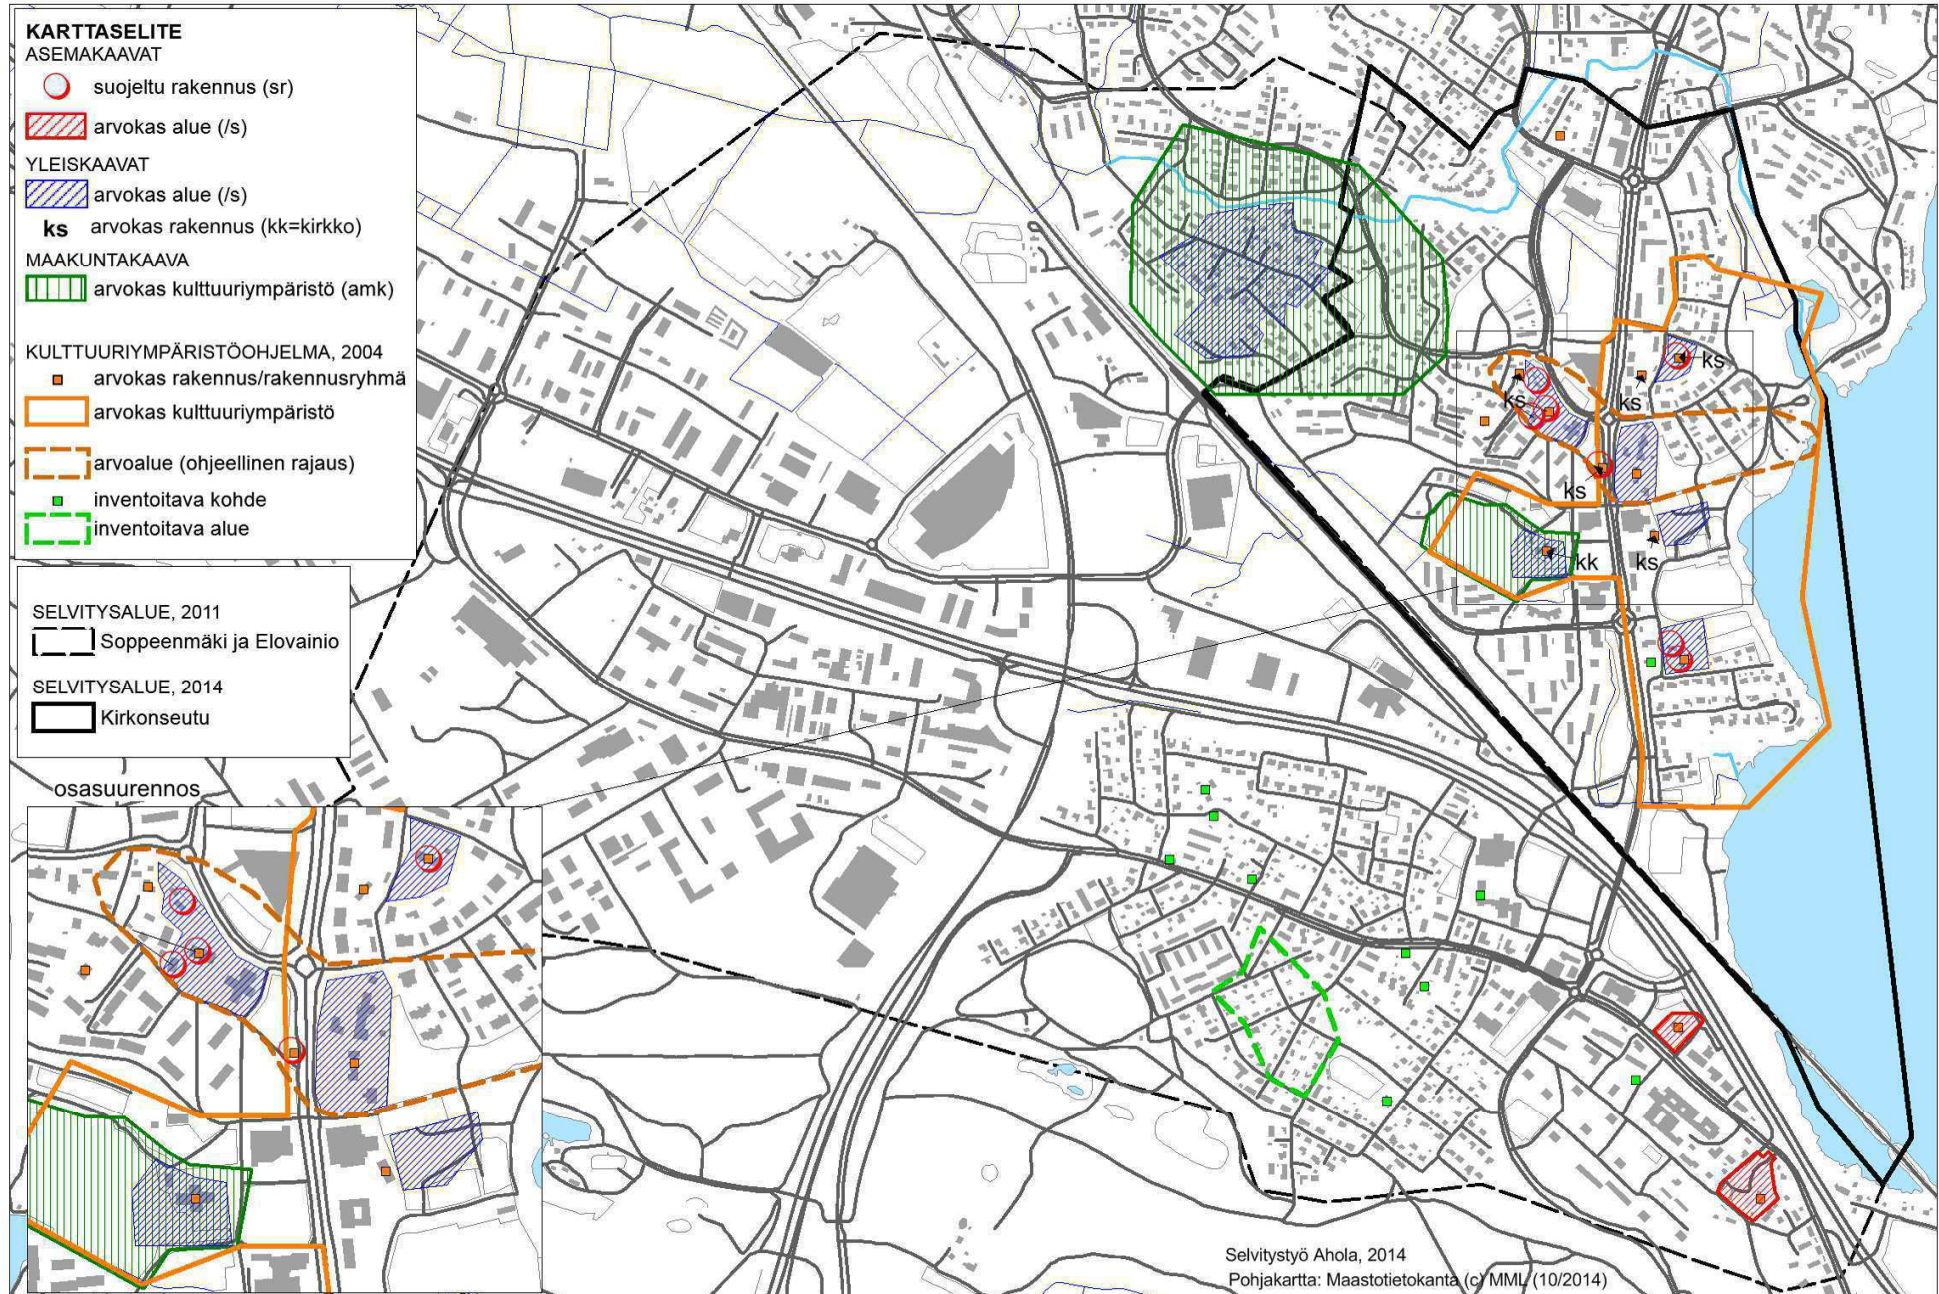 KARTTASELITE
ASEMAKAAVAT
suojeltu rakennus (sr)
arvokas alue (/s)
YLEISKAAVAT
arvokas alue (/s)
ks arvokas rakennus (kk=kirkko)
MAAKUNTAKAAVA
arvokas kulttuuriympäristö (amk)
KULTTUURIYMPÄRISTÖOHJELMA, 2004
arvokas rakennus/rakennusryhmä
arvokas kulttuuriympäristö
arvoalue (ohjeellinen rajaus)
inventoitava kohde
inventoitava alue
SELVITYSALUE, 2011
Soppeenmäki ja Elovainio
SELVITYSALUE, 2014
Kirkonseutu
osasuurennos
ks
ks
ks
ks
kk
ks
Selvitystyö Ahola, 2014
Pohjakartta: Maastotietokanta (c) MML (10/2014)